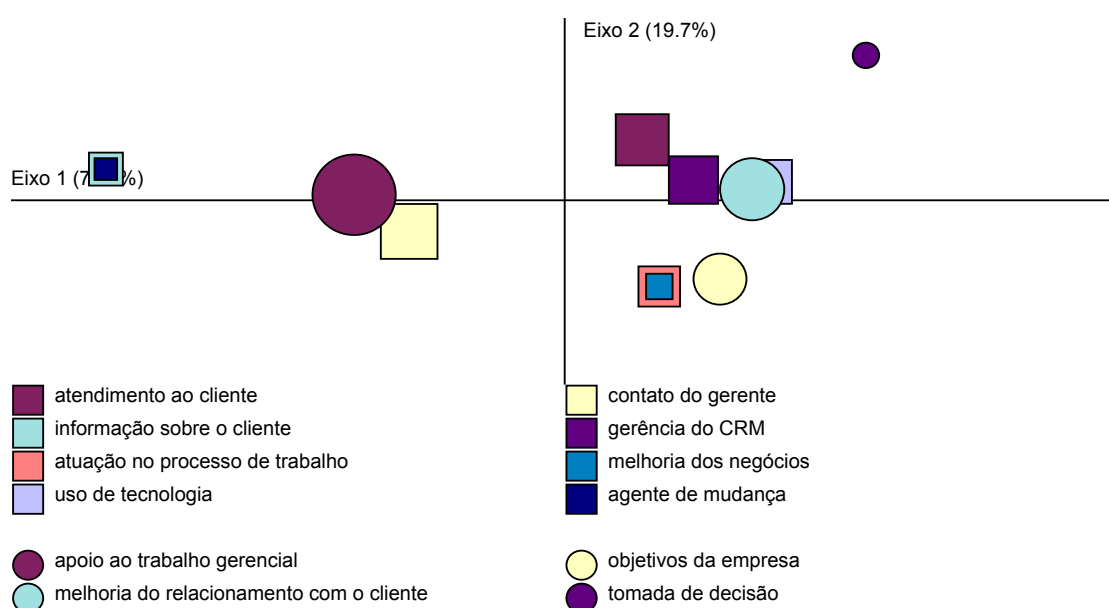 Eixo 2 (19.7%)
Eixo 1 (7 %)
atendimento ao cliente
contato do gerente
informação sobre o cliente
gerência do CRM
atuação no processo de trabalho
melhoria dos negócios
uso de tecnologia
agente de mudança
apoio ao trabalho gerencial
objetivos da empresa
melhoria do relacionamento com o cliente
tomada de decisão